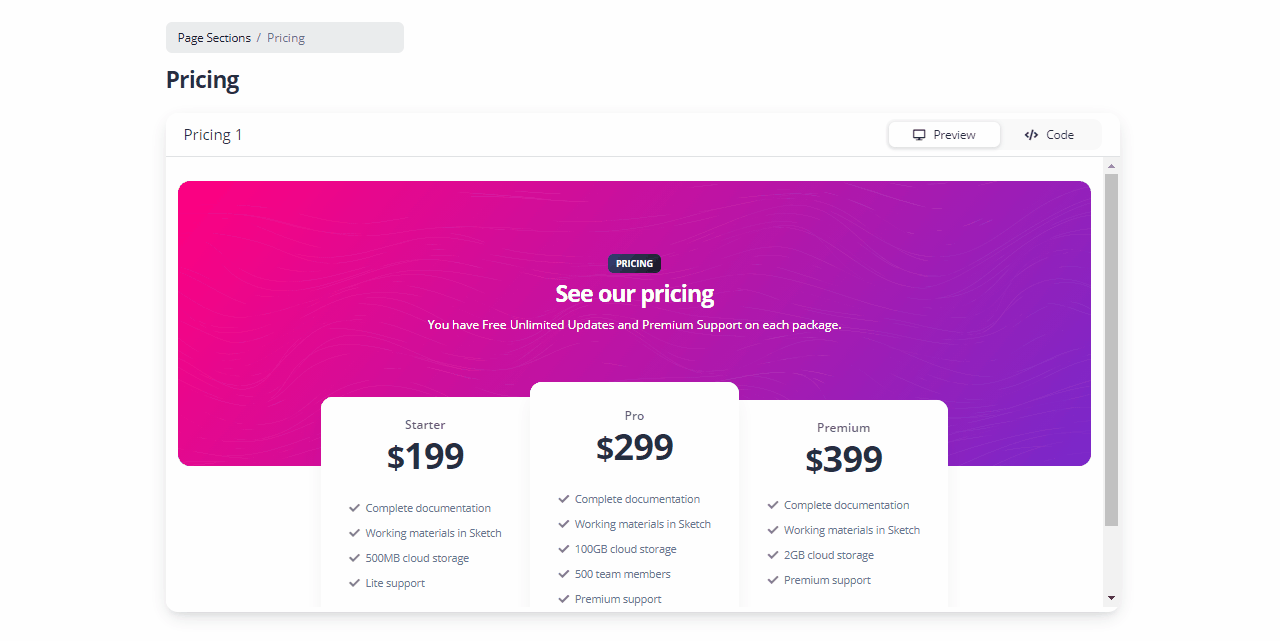 Page Sections / Pricing
Pricing
Pricing 1
Preview
Code
PRICING
See our pricing
You have Free Unlimited Updates and Premium Support on each package.
Starter
$199
Complete documentation
Working materials in Sketch
500MB cloud storage
Lite support
Pro
$299
Complete documentation
Working materials in Sketch
100GB cloud storage
500 team members
Premium support
Premium
$399
Complete documentation
Working materials in Sketch
2GB cloud storage
Premium support